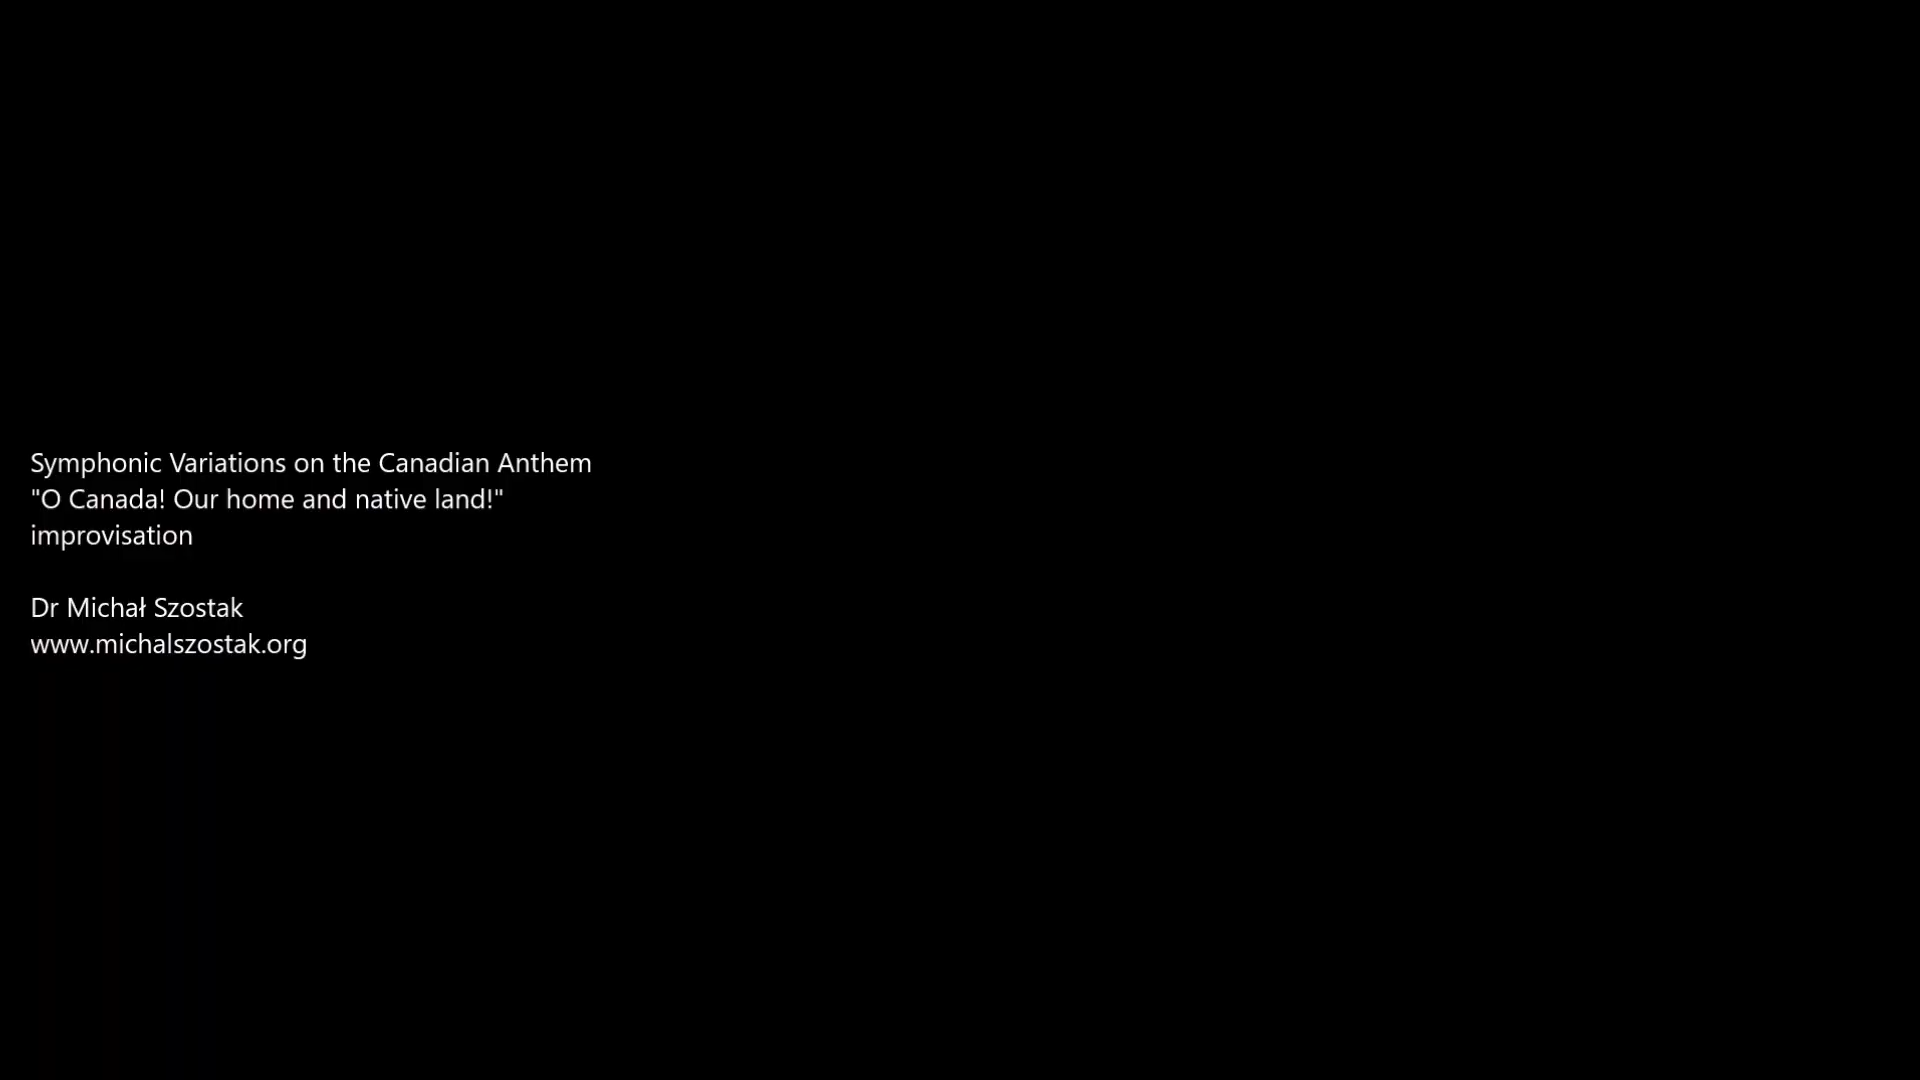 Symphonic Variations on the Canadian Anthem
"O Canada! Our home and native land!"
improvisation
Dr Michał Szostak
www.michalszostak.org